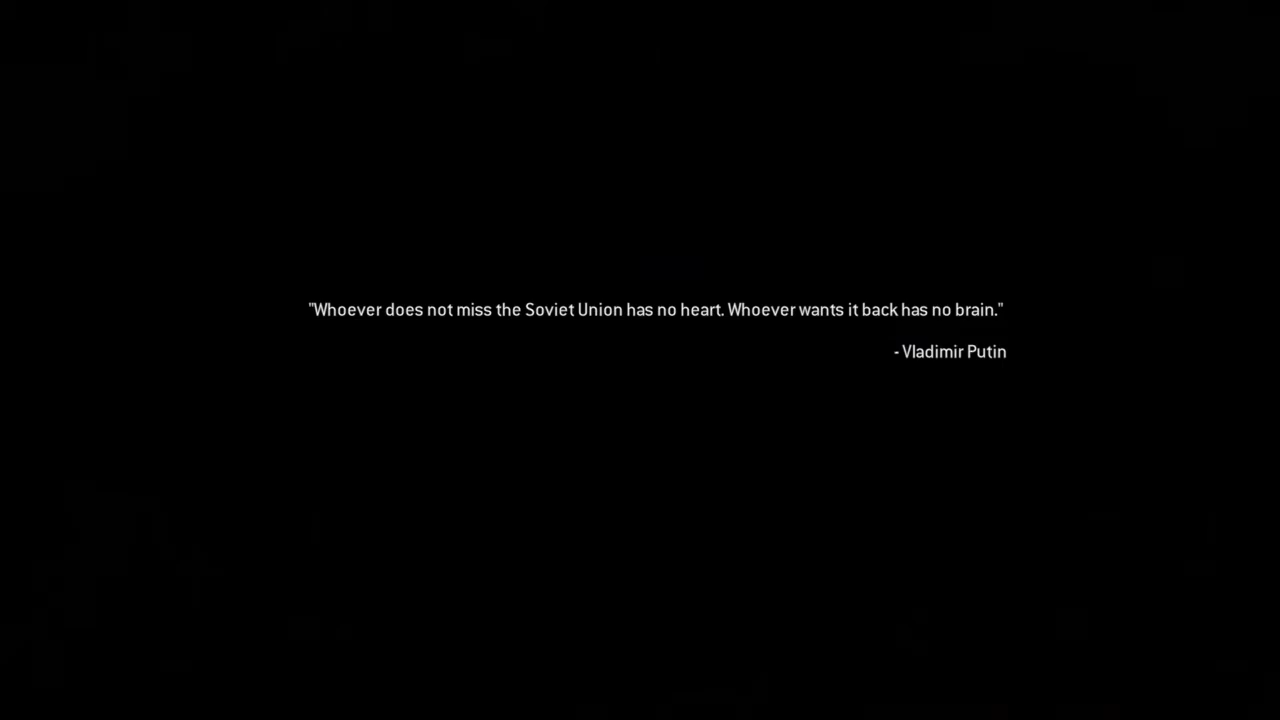 "Whoever does not miss the Soviet Union has no heart. Whoever wants it back has no brain."
- Vladimir Putin